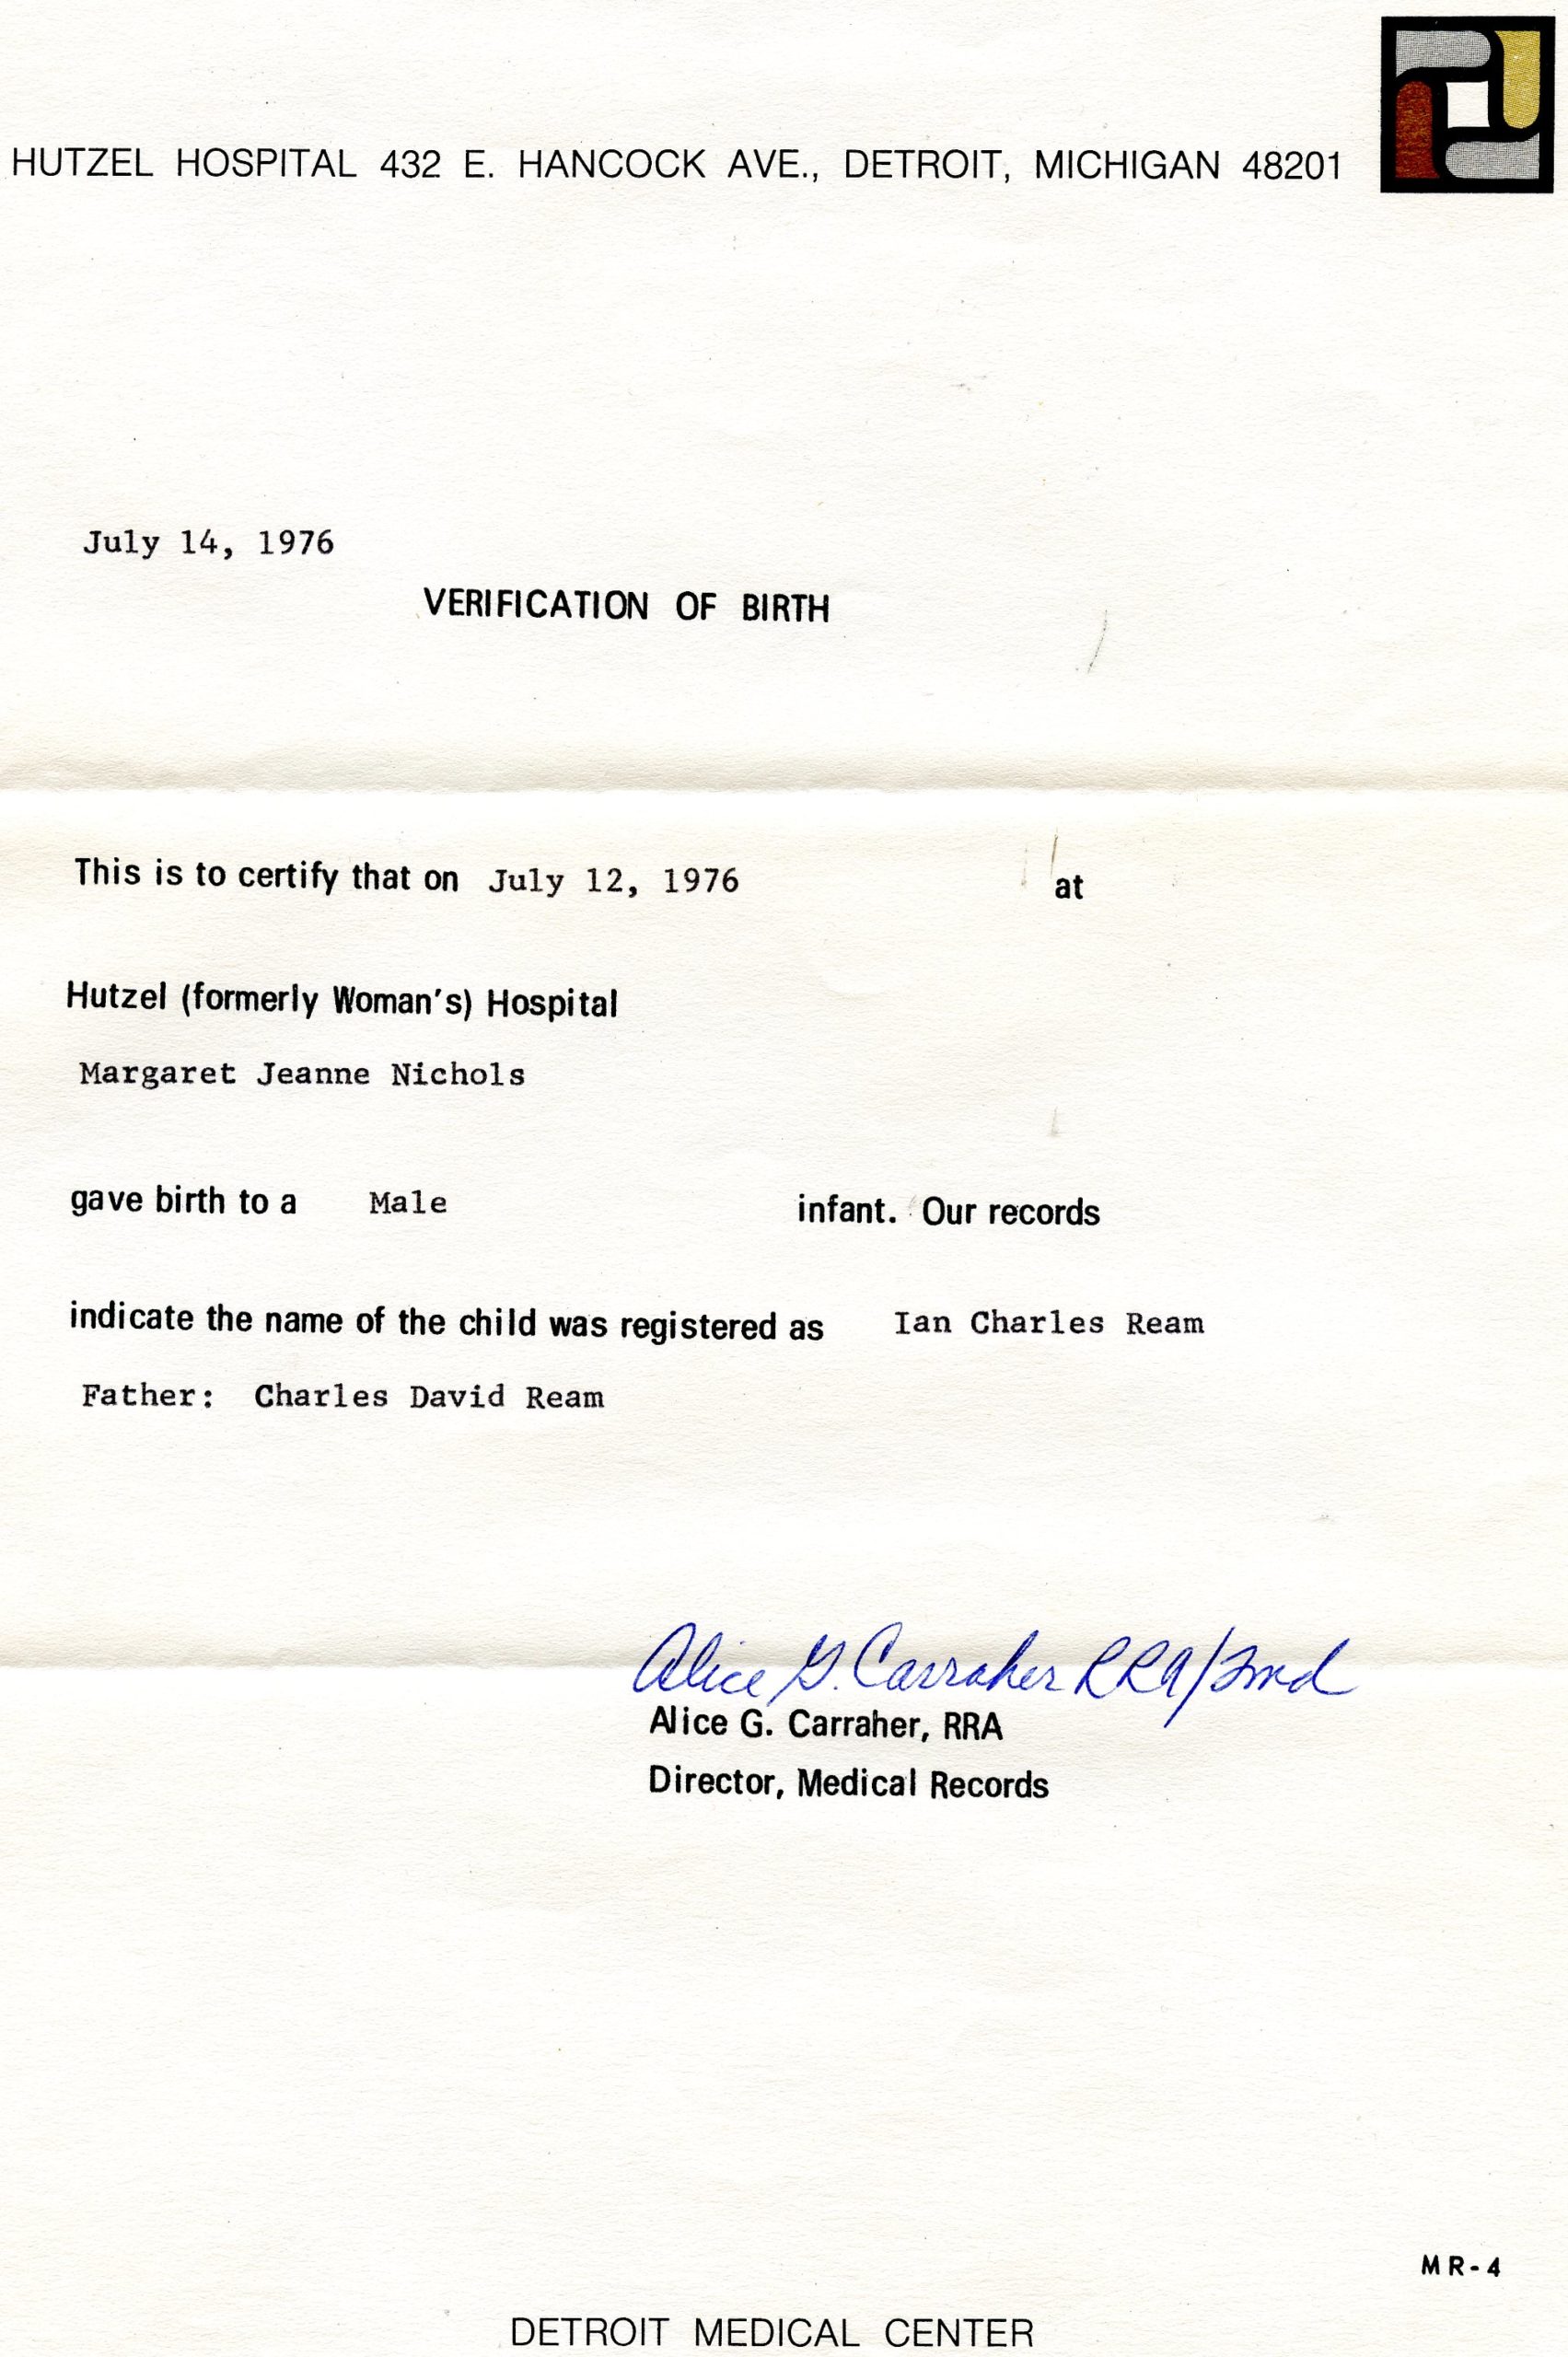 HUTZEL HOSPITAL 432 E. HANCOCK AVE., DETROIT, MICHIGAN 48201
July 14, 1976
VERIFICATION OF BIRTH
This is to certify that on July 12, 1976 at
Hutzel (formerly Woman's) Hospital
Margaret Jeanne Nichols
gave birth to a Male infant. Our records
indicate the name of the child was registered as Ian Charles Ream
Father: Charles David Ream
Alice G. Carraher RRA/
Alice G. Carraher, RRA
Director, Medical Records
MR-4
DETROIT MEDICAL CENTER